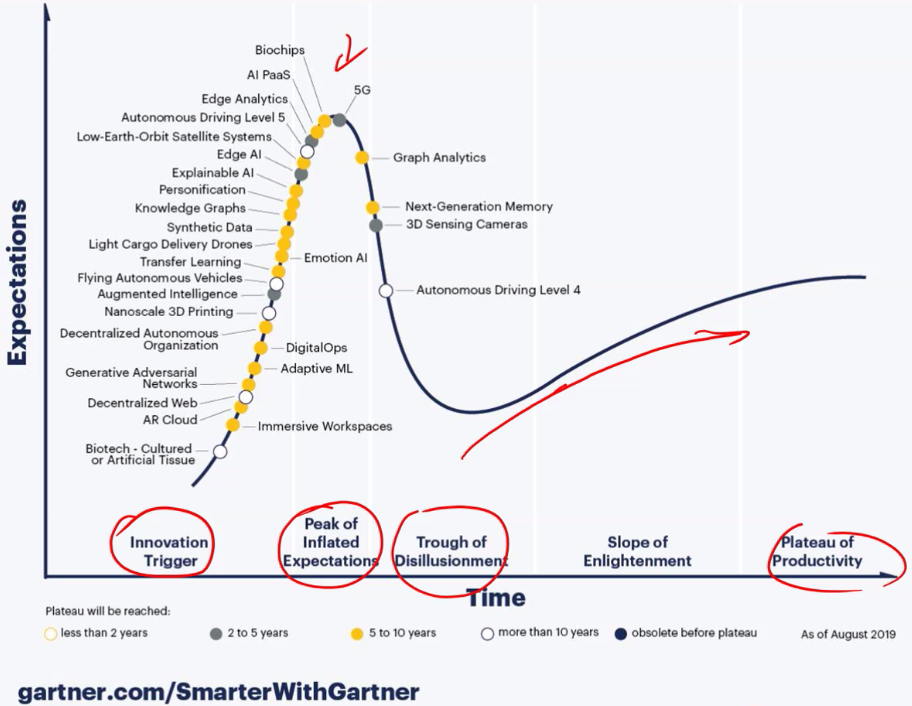 Biochips
AI PaaS
5G
Edge Analytics
Autonomous Driving Level 5
Low-Earth-Orbit Satellite Systems
Edge AI
Graph Analytics
Explainable AI
Personification
Knowledge Graphs
Next-Generation Memory
Synthetic Data
3D Sensing Cameras
Light Cargo Delivery Drones
Transfer Learning
Emotion AI
Flying Autonomous Vehicles
Augmented Intelligence
Autonomous Driving Level 4
Nanoscale 3D Printing
Decentralized Autonomous
Organization
DigitalOps
Generative Adversarial
Networks
Adaptive ML
Decentralized Web
AR Cloud
Immersive Workspaces
Biotech - Cultured
or Artificial Tissue
Expectations
Innovation
Trigger
Peak of
Inflated
Expectations
Trough of
Disillusionment
Slope of
Enlightenment
Plateau of
Productivity
Time
Plateau will be reached:
less than 2 years
2 to 5 years
5 to 10 years
more than 10 years
obsolete before plateau
As of August 2019
gartner.com/SmarterWithGartner